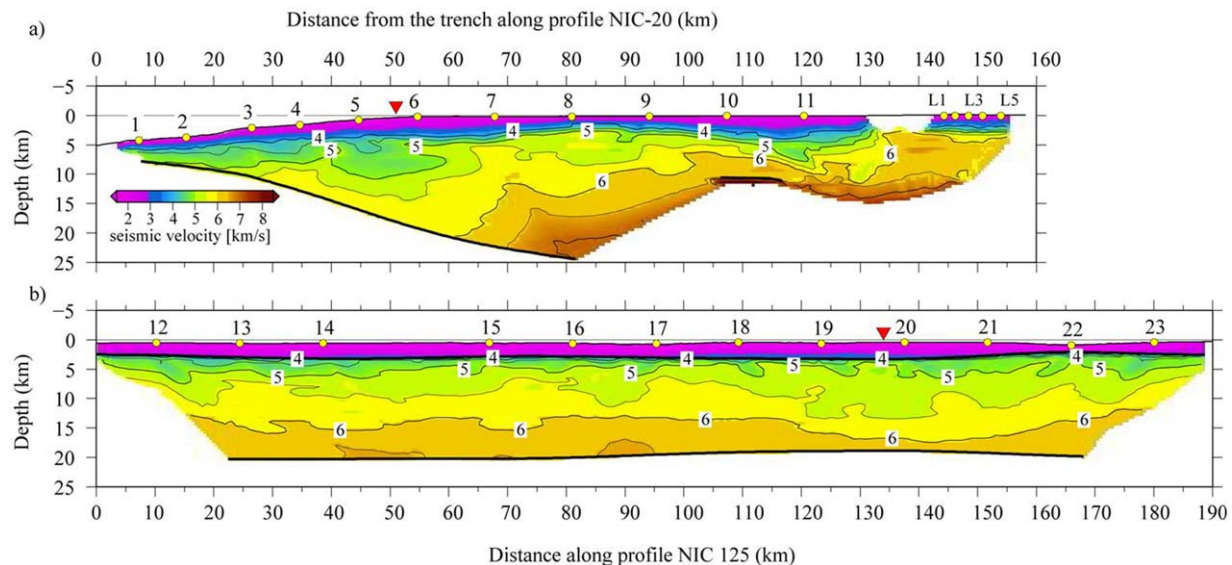 Distance from the trench along profile NIC-20 (km)
a)
0 10 20 30 40 50 60 70 80 90 100 110 120 130 140 150 160
−5
0
5
10
15
20
25
Depth (km)
1 2 3 4 5 6 7 8 9 10 11 L1 L3 L5
4 4 5 4
5 5 5
6 6
6
2 3 4 5 6 7 8
seismic velocity [km/s]
b)
−5
0
5
10
15
20
25
Depth (km)
12 13 14 15 16 17 18 19 20 21 22 23
4 4 4 4 4
5 5 5 5 5 5
6 6 6 6 6
0 10 20 30 40 50 60 70 80 90 100 110 120 130 140 150 160 170 180 190
Distance along profile NIC 125 (km)